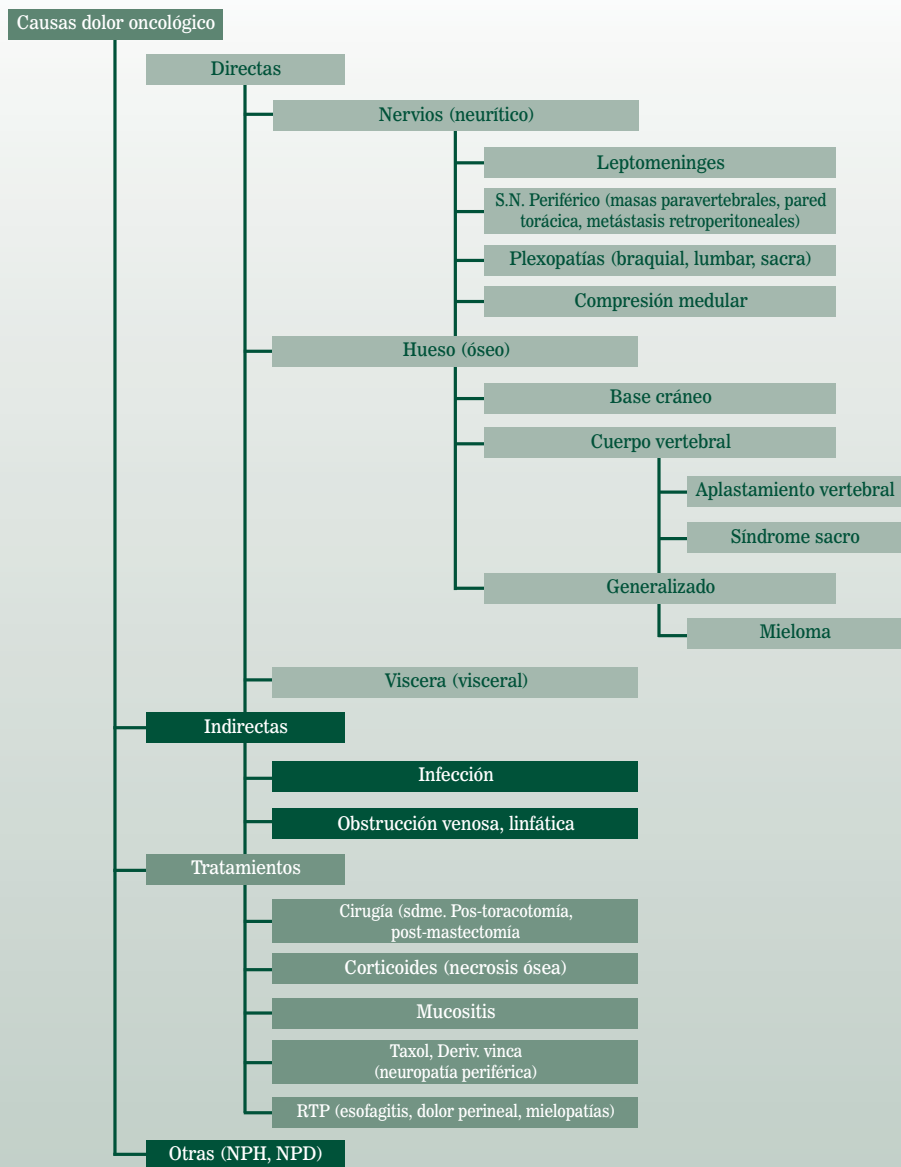 Causas dolor oncológico
Directas
Nervios (neurítico)
Leptomeninges
S.N. Periférico (masas paravertebrales, pared
torácica, metástasis retroperitoneales)
Plexopatías (braquial, lumbar, sacra)
Compresión medular
Hueso (óseo)
Base cráneo
Cuerpo vertebral
Aplastamiento vertebral
Síndrome sacro
Generalizado
Mieloma
Viscera (visceral)
Indirectas
Infección
Obstrucción venosa, linfática
Tratamientos
Cirugía (sdme. Pos-toracotomía,
post-mastectomía
Corticoides (necrosis ósea)
Mucositis
Taxol, Deriv. vinca
(neuropatía periférica)
RTP (esofagitis, dolor perineal, mielopatías)
Otras (NPH, NPD)